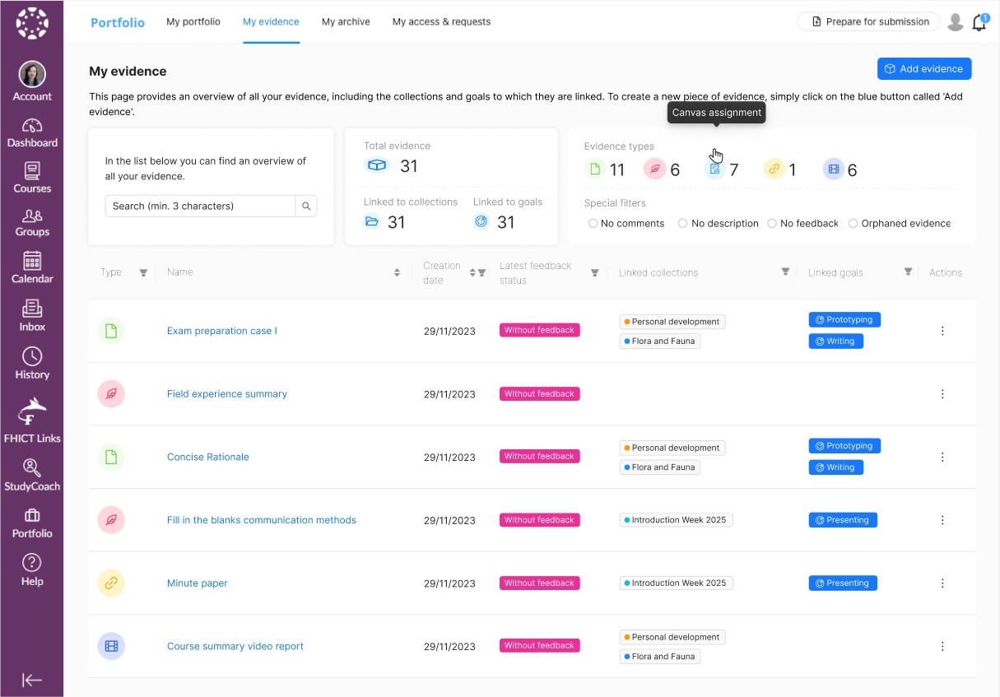 Portfolio
My portfolio
My evidence
My archive
My access & requests
Prepare for submission
1
Account
Dashboard
Courses
Groups
Calendar
Inbox
History
FHICT Links
StudyCoach
Portfolio
Help
My evidence
Add evidence
This page provides an overview of all your evidence, including the collections and goals to which they are linked. To create a new piece of evidence, simply click on the blue button called 'Add
evidence'.
Canvas assignment
In the list below you can find an overview of
all your evidence.
Search (min. 3 characters)
Total evidence
31
Linked to collections
31
Linked to goals
31
Evidence types
11
6
7
1
6
Special filters
No comments
No description
No feedback
Orphaned evidence
Type
Name
Creation
date
Latest feedback
status
Linked collections
Linked goals
Actions
Exam preparation case I
29/11/2023
Without feedback
Personal development
Flora and Fauna
Prototyping
Writing
Field experience summary
29/11/2023
Without feedback
Concise Rationale
29/11/2023
Without feedback
Personal development
Flora and Fauna
Prototyping
Writing
Fill in the blanks communication methods
29/11/2023
Without feedback
Introduction Week 2025
Presenting
Minute paper
29/11/2023
Without feedback
Introduction Week 2025
Presenting
Course summary video report
29/11/2023
Without feedback
Personal development
Flora and Fauna